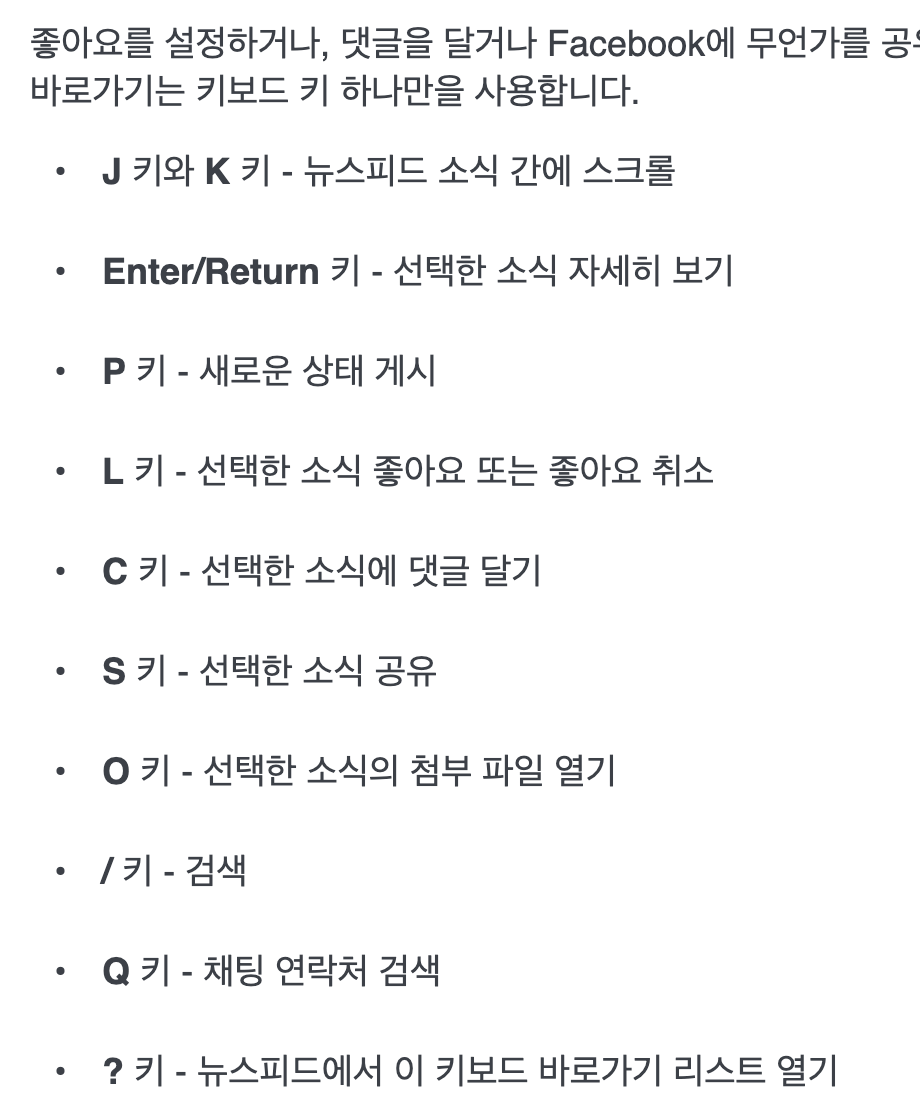 좋아요를 설정하거나, 댓글을 달거나 Facebook에 무언가를
바로가기는 키보드 키 하나만을 사용합니다.
• J 키와 K 키 - 뉴스피드 소식 간에 스크롤
• Enter/Return 키 - 선택한 소식 자세히 보기
• P 키 - 새로운 상태 게시
• L 키 - 선택한 소식 좋아요 또는 좋아요 취소
• C 키 - 선택한 소식에 댓글 달기
• S 키 - 선택한 소식 공유
• O 키 - 선택한 소식의 첨부 파일 열기
• / 키 - 검색
• Q 키 - 채팅 연락처 검색
• ? 키 - 뉴스피드에서 이 키보드 바로가기 리스트 열기